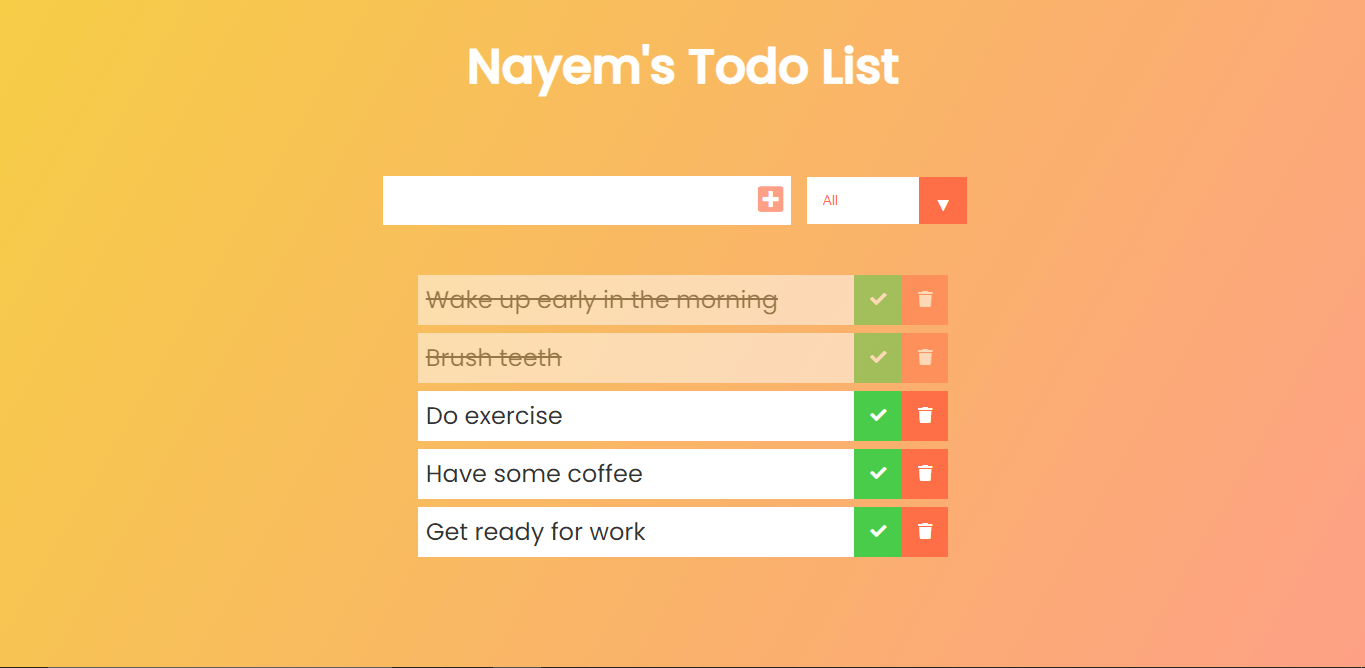 Nayem's Todo List
All
Wake up early in the morning
Brush teeth
Do exercise
Have some coffee
Get ready for work